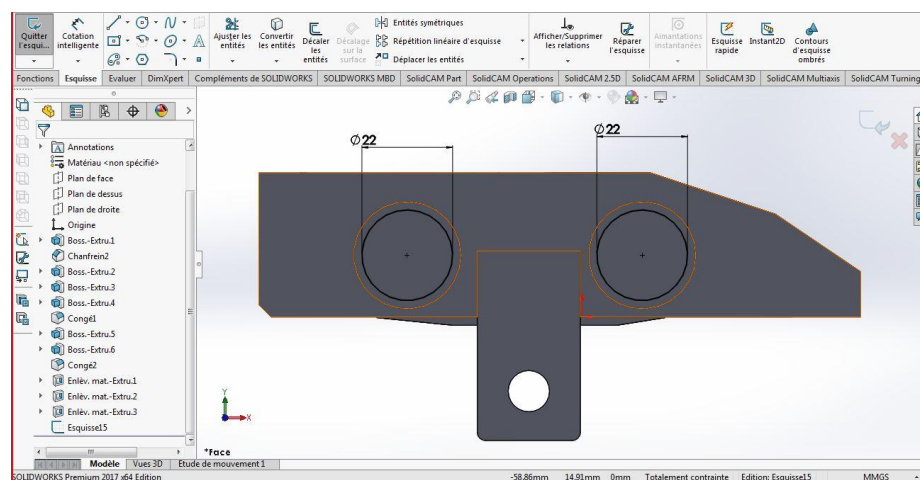 Quitter l'esqui...
Cotation intelligente
Ajuster les entités
Convertir les entités
Décaler les entités
Décalage sur la surface
Entités symétriques
Répétition linéaire d'esquisse
Déplacer les entités
Afficher/Supprimer les relations
Réparer l'esquisse
Aimantations instantanées
Esquisse rapide
Instant2D
Contours d'esquisse ombrés
Fonctions Esquisse Evaluer DimXpert Compléments de SOLIDWORKS SOLIDWORKS MBD SolidCAM Part SolidCAM Operations SolidCAM 2.5D SolidCAM AFRM SolidCAM 3D SolidCAM Multiaxis SolidCAM Turning
Annotations
Matériau <non spécifié>
Plan de face
Plan de dessus
Plan de droite
Origine
Boss.-Extru.1
Chanfrein2
Boss.-Extru.2
Boss.-Extru.3
Boss.-Extru.4
Congé1
Boss.-Extru.5
Boss.-Extru.6
Congé2
Enlèv. mat.-Extru.1
Enlèv. mat.-Extru.2
Enlèv. mat.-Extru.3
Esquisse15
∅22
∅22
Y
X
*Face
Modèle Vues 3D Etude de mouvement 1
SOLIDWORKS Premium 2017 x64 Edition -58.86mm 14.91mm 0mm Totalement contrainte Edition: Esquisse15 MMGS